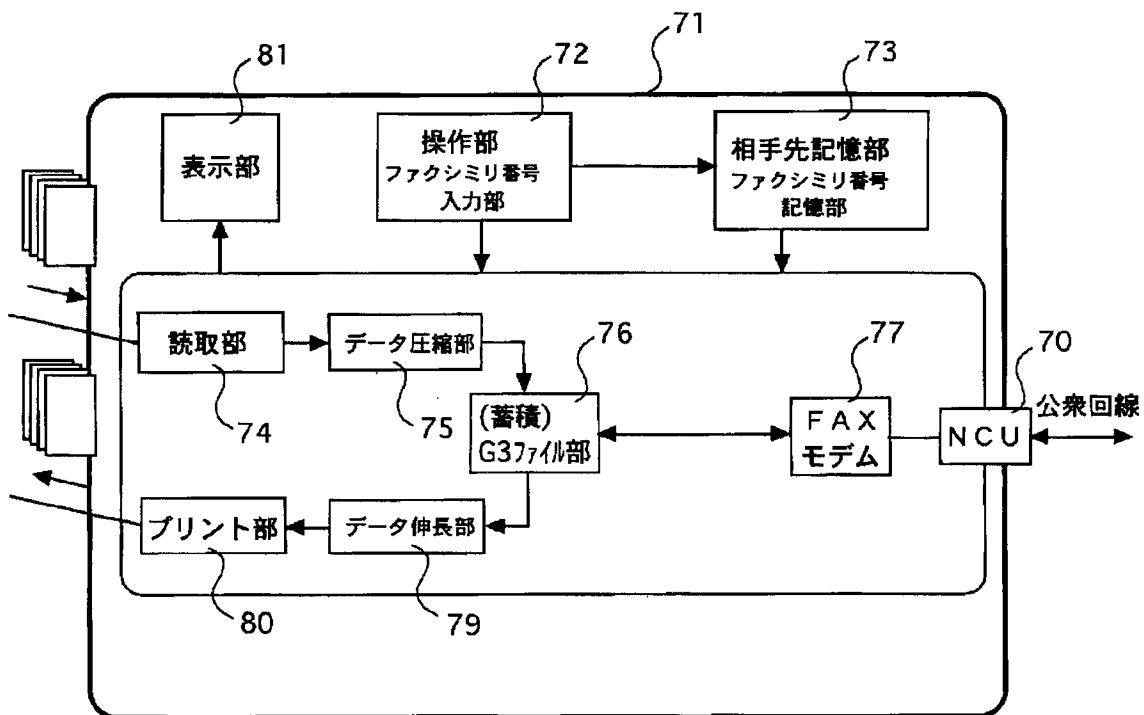 71
81
72
73
表示部
操作部
ファクシミリ番号
入力部
相手先記憶部
ファクシミリ番号
記憶部
読取部
データ圧縮部
76
77
70
74
75
(蓄積)
G3ファイル部
FAX
モデム
NCU
公衆回線
プリント部
データ伸長部
80
79